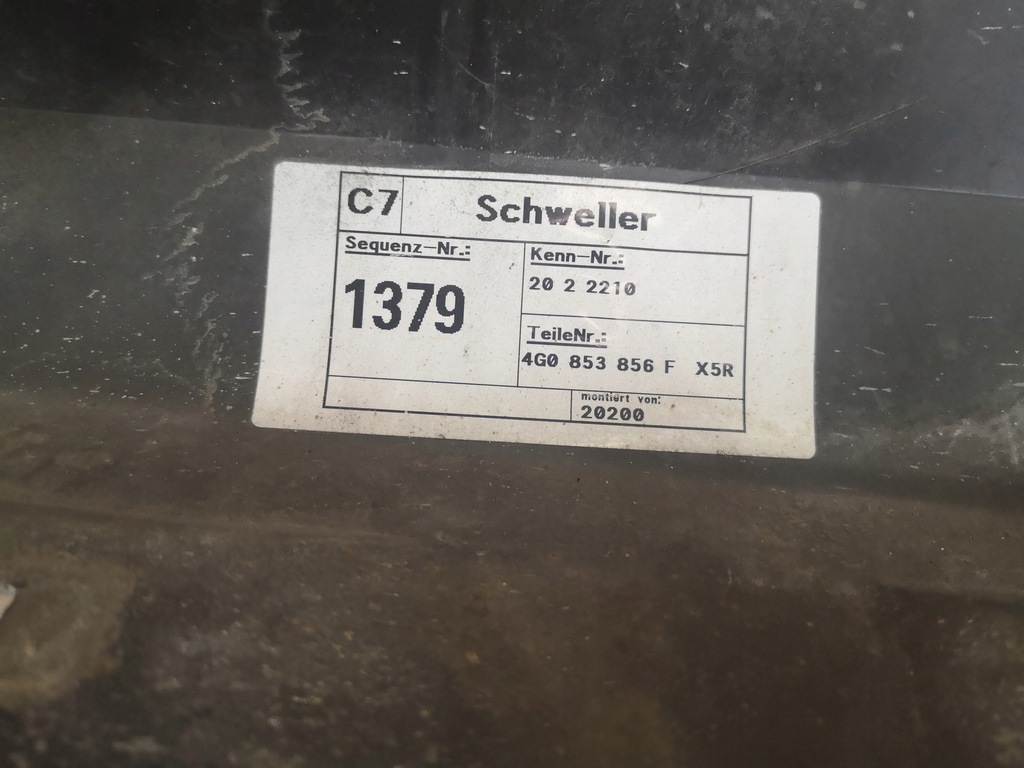 C7 Schweller
Sequenz-Nr.:
1379
Kenn-Nr.:
20 2 2210
TeileNr.:
4G0 853 856 F X5R
montiert von:
20200